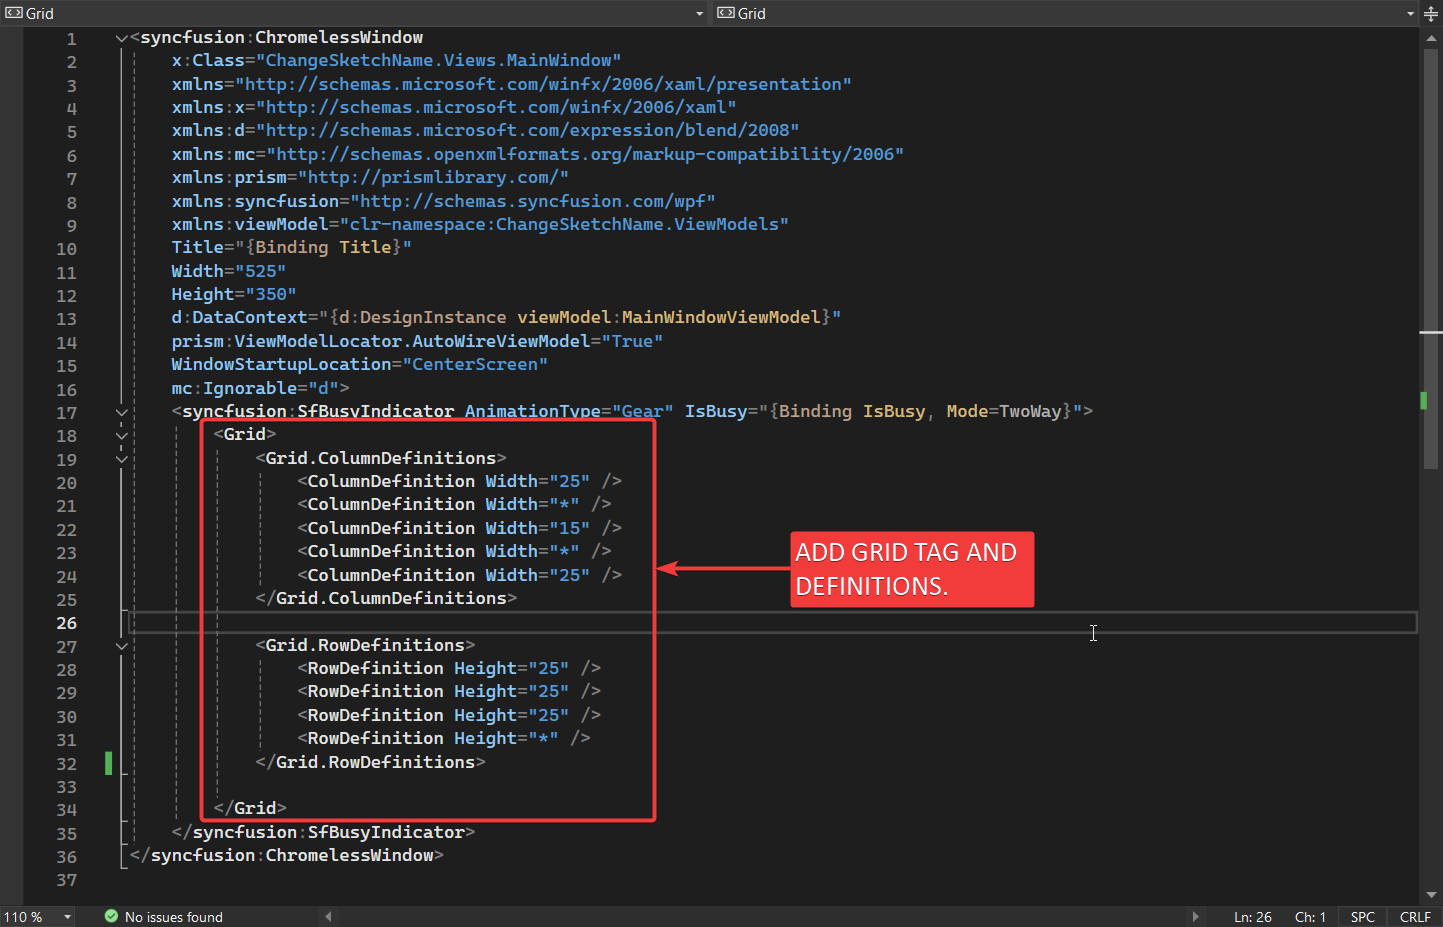 Grid
Grid
1 <syncfusion:ChromelessWindow
2 x:Class="ChangeSketchName.Views.MainWindow"
3 xmlns="http://schemas.microsoft.com/winfx/2006/xaml/presentation"
4 xmlns:x="http://schemas.microsoft.com/winfx/2006/xaml"
5 xmlns:d="http://schemas.microsoft.com/expression/blend/2008"
6 xmlns:mc="http://schemas.openxmlformats.org/markup-compatibility/2006"
7 xmlns:prism="http://prismlibrary.com/"
8 xmlns:syncfusion="http://schemas.syncfusion.com/wpf"
9 xmlns:viewModel="clr-namespace:ChangeSketchName.ViewModels"
10 Title="{Binding Title}"
11 Width="525"
12 Height="350"
13 d:DataContext="{d:DesignInstance viewModel:MainWindowViewModel}"
14 prism:ViewModelLocator.AutoWireViewModel="True"
15 WindowStartupLocation="CenterScreen"
16 mc:Ignorable="d">
17 <syncfusion:SfBusyIndicator AnimationType="Gear" IsBusy="{Binding IsBusy, Mode=TwoWay}">
18 <Grid>
19 <Grid.ColumnDefinitions>
20 <ColumnDefinition Width="25" />
21 <ColumnDefinition Width="*" />
22 <ColumnDefinition Width="15" />
23 <ColumnDefinition Width="*" />
24 <ColumnDefinition Width="25" />
25 </Grid.ColumnDefinitions>
26
27 <Grid.RowDefinitions>
28 <RowDefinition Height="25" />
29 <RowDefinition Height="25" />
30 <RowDefinition Height="25" />
31 <RowDefinition Height="*" />
32 </Grid.RowDefinitions>
33
34 </Grid>
35 </syncfusion:SfBusyIndicator>
36 </syncfusion:ChromelessWindow>
37
ADD GRID TAG AND
DEFINITIONS.
110 % No issues found Ln: 26 Ch: 1 SPC CRLF